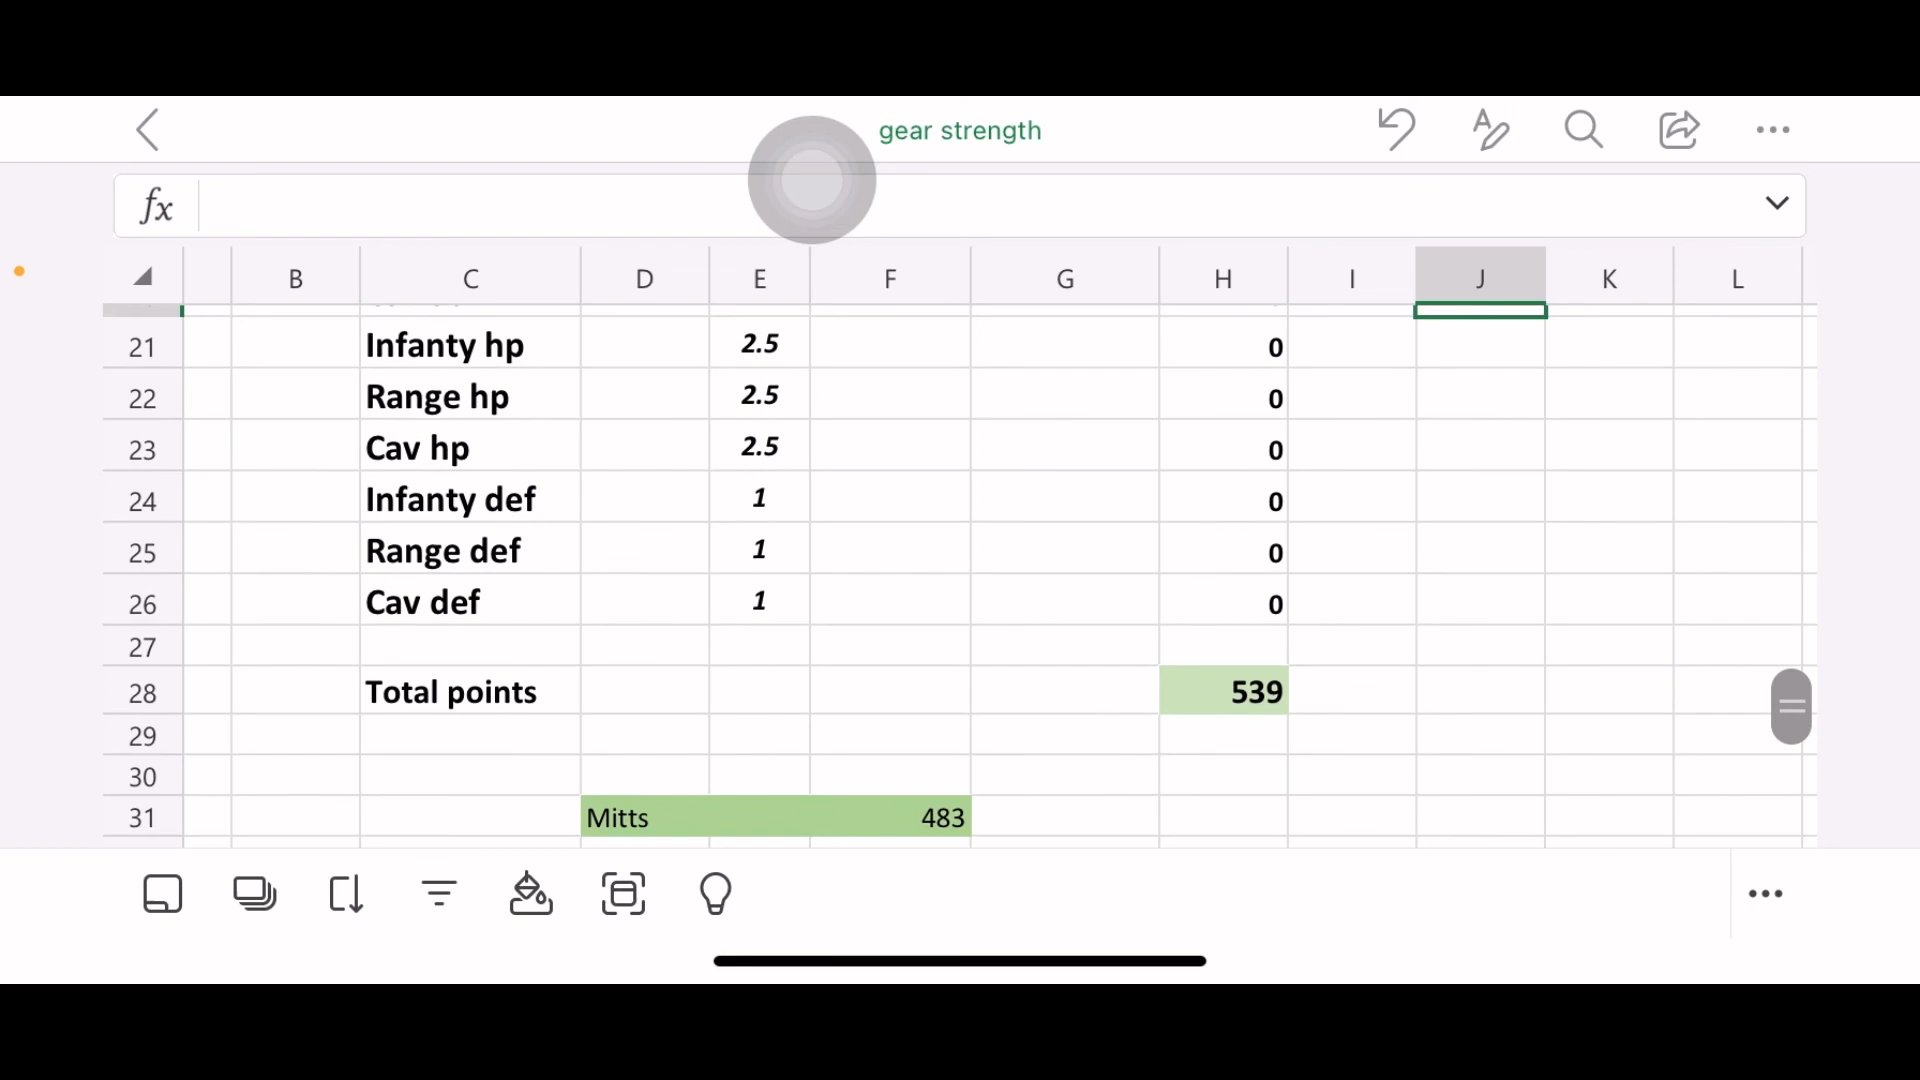 gear strength
fx
B C D E F G H I J K L
21 Infanty hp 2.5 0
22 Range hp 2.5 0
23 Cav hp 2.5 0
24 Infanty def 1 0
25 Range def 1 0
26 Cav def 1 0
27
28 Total points 539
29
30
31 Mitts 483